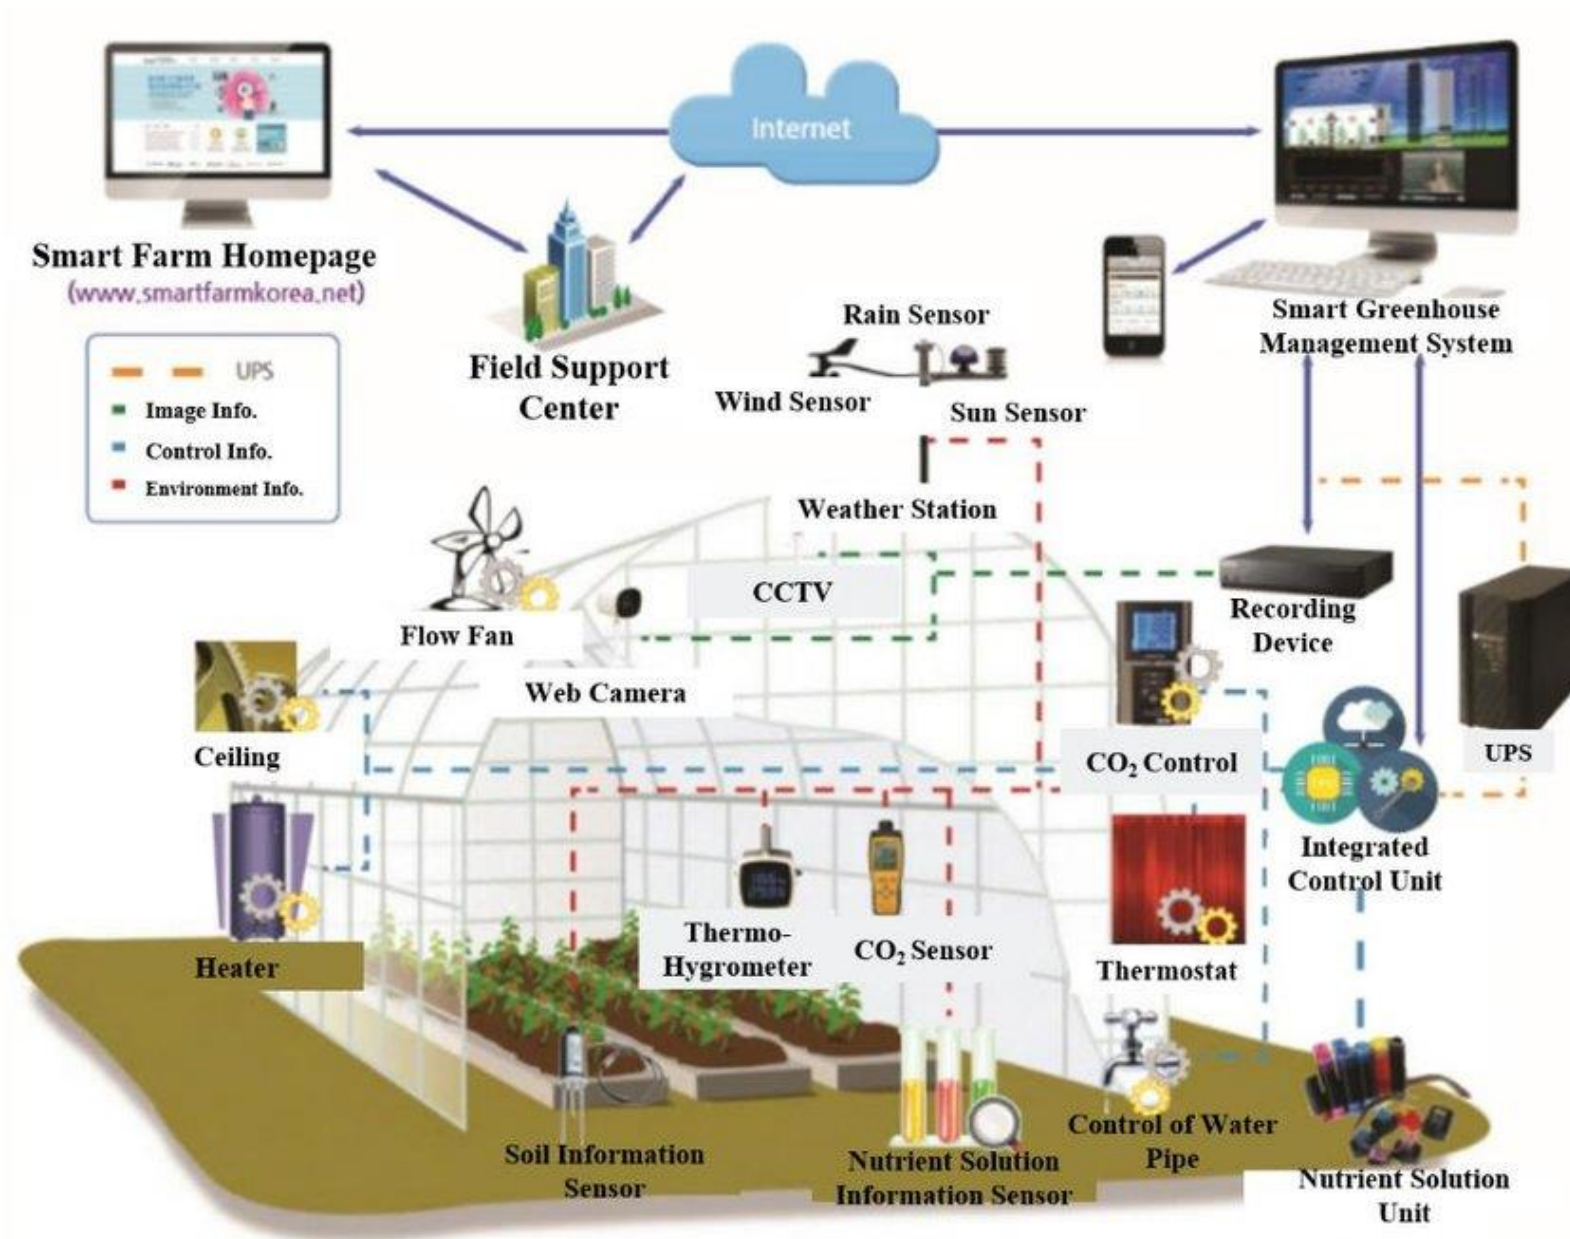 Internet
Smart Farm Homepage
(www.smartfarmkorea.net)
Smart Greenhouse
Management System
Rain Sensor
Field Support
Center
Wind Sensor
Sun Sensor
UPS
Image Info.
Control Info.
Environment Info.
Weather Station
CCTV
Recording
Device
Flow Fan
Web Camera
Ceiling
CO₂ Control
UPS
Integrated
Control Unit
Thermo-
Hygrometer
CO₂ Sensor
Heater
Thermostat
Control of Water
Pipe
Soil Information
Sensor
Nutrient Solution
Information Sensor
Nutrient Solution
Unit